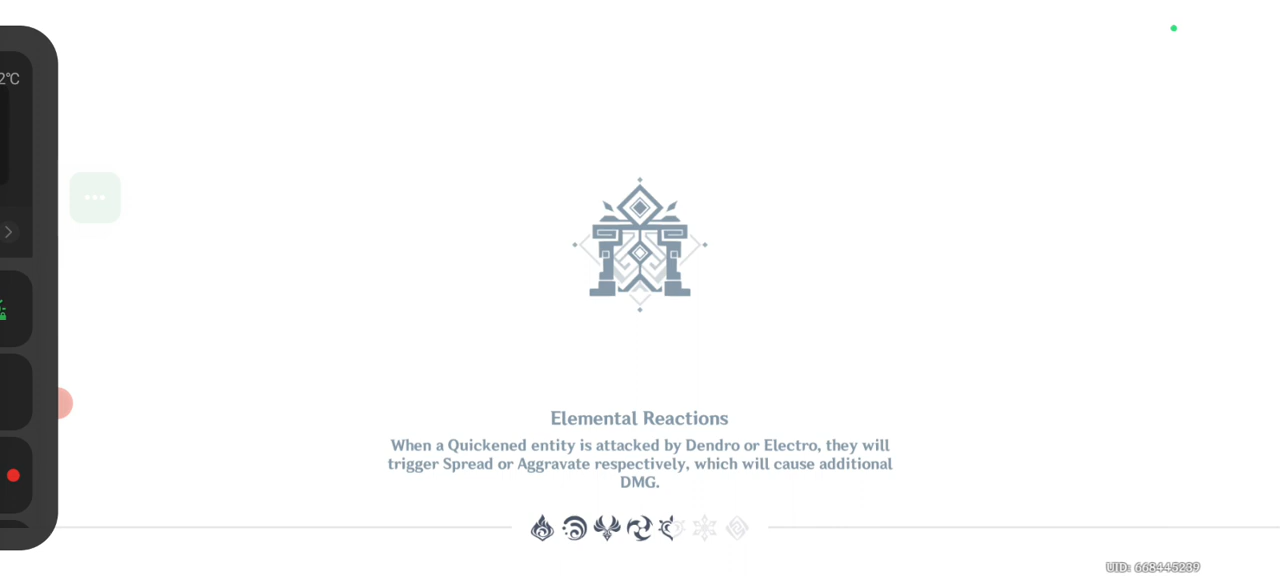 2°C
Elemental Reactions
When a Quickened entity is attacked by Dendro or Electro, they will
trigger Spread or Aggravate respectively, which will cause additional
DMG.
UID: 668445239